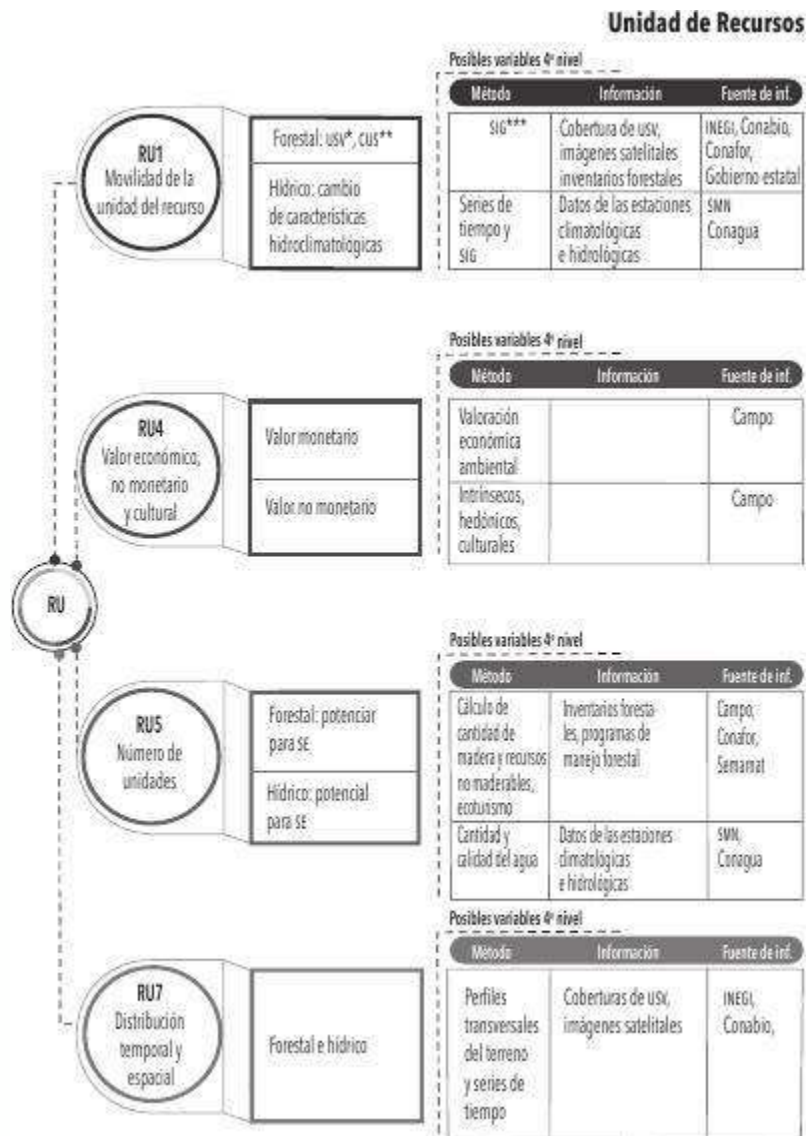 Unidad de Recursos
Posibles variables 4º nivel
Método Información Fuente de inf.
RU1
Movilidad de la
unidad del recurso
Forestal: USV*, CUS**
Hídrico: cambio
de características
hidroclimatológicas
SIG***
Cobertura de USV,
imágenes satelitales
inventarios forestales
INEGI, Conabio,
Conafor,
Gobierno estatal
Series de
tiempo y
SIG
Datos de las estaciones
climatológicas
e hidrológicas
SMN
Conagua
Posibles variables 4º nivel
Método Información Fuente de inf.
RU4
Valor económico,
no monetario
y cultural
Valor monetario
Valor no monetario
Valoración
económica
ambiental
Campo
Intrínsecos,
hedónicos,
culturales
Campo
RU
Posibles variables 4º nivel
Método Información Fuente de inf.
RU5
Número de
unidades
Forestal: potenciar
para SE
Hídrico: potencial
para SE
Cálculo de
cantidad de
madera y recursos
no maderables,
ecoturismo
Inventarios foresta-
les, programas de
manejo forestal
Campo,
Conafor,
Semarnat
Cantidad y
calidad del agua
Datos de las estaciones
climatológicas
e hidrológicas
SMN,
Conagua
Posibles variables 4º nivel
Método Información Fuente de inf.
RU7
Distribución
temporal y
espacial
Forestal e hídrico
Perfiles
transversales
del terreno
y series de
tiempo
Coberturas de USV,
imágenes satelitales
INEGI,
Conabio,